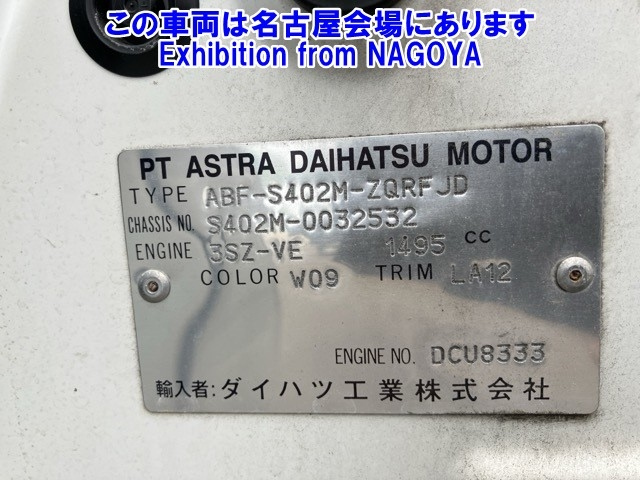 この車両は名古屋会場にあります
Exhibition from NAGOYA
PT ASTRA DAIHATSU MOTOR
TYPE ABF-S402M-ZQRFJD
CHASSIS NO. S402M-0032532
ENGINE 3SZ-VE 1495 cc
COLOR W09 TRIM LA12
ENGINE NO. DCU8333
輸入者:ダイハツ工業株式会社